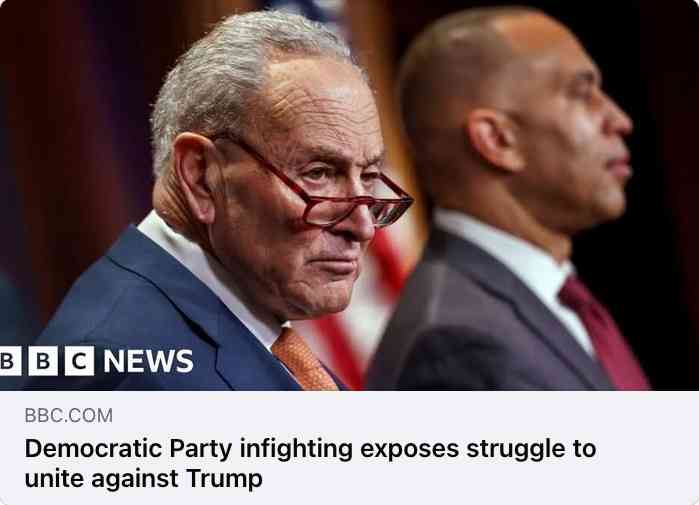 BBC NEWS
BBC.COM
Democratic Party infighting exposes struggle to
unite against Trump